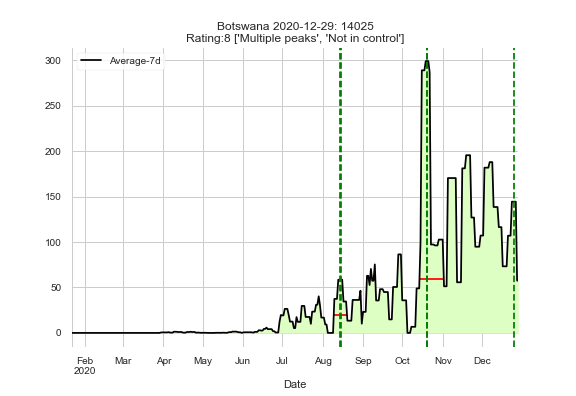 Botswana 2020-12-29: 14025
Rating:8 ['Multiple peaks', 'Not in control']
Average-7d
300
250
200
150
100
50
0
Feb Mar Apr May Jun Jul Aug Sep Oct Nov Dec
2020
Date